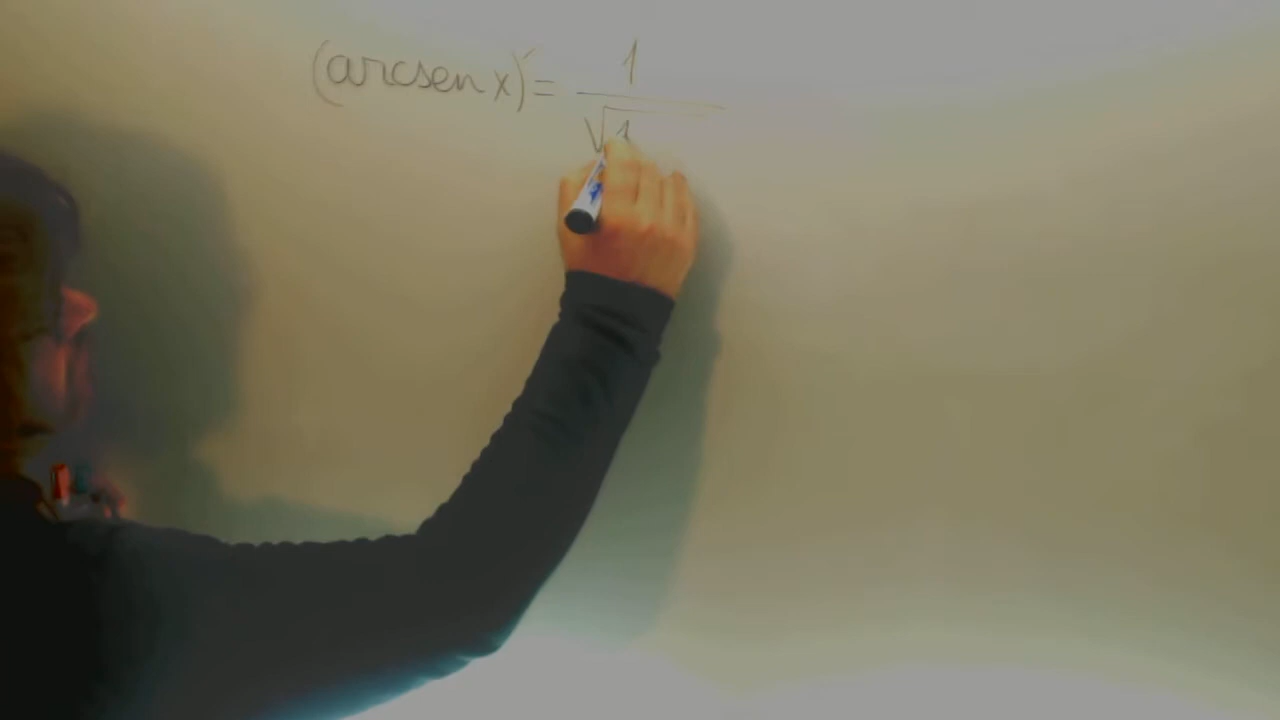 (arcsen x)' = 1/√1